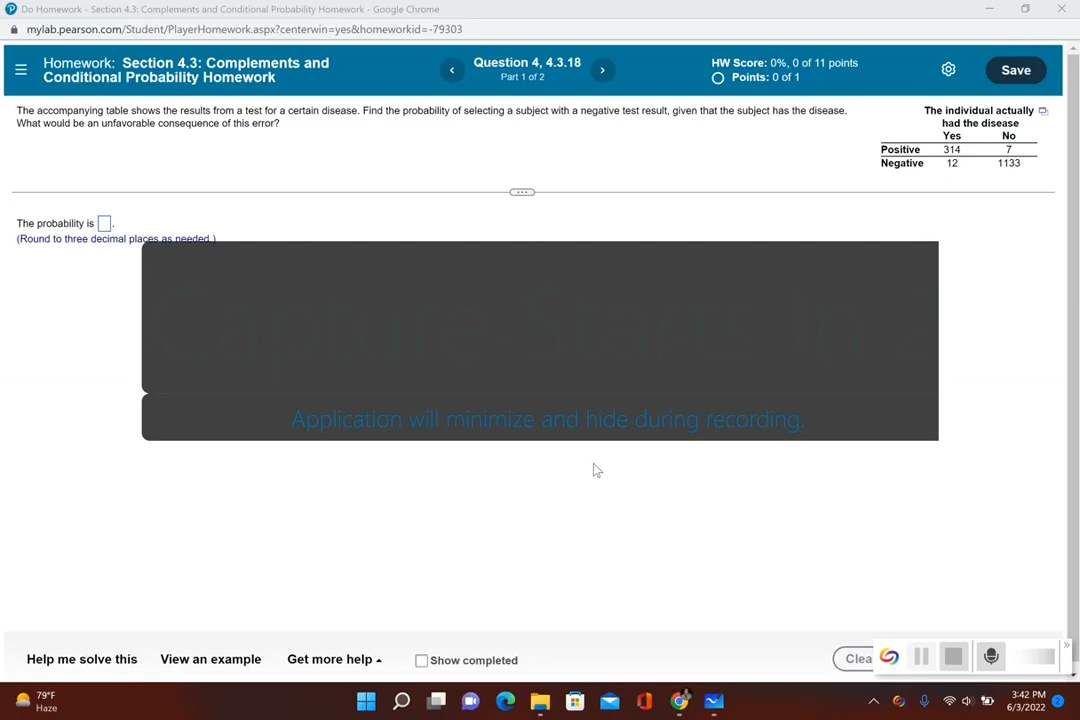 Do Homework - Section 4.3: Complements and Conditional Probability Homework - Google Chrome
mylab.pearson.com/Student/PlayerHomework.aspx?centerwin=yes&homeworkid=-79303
Homework: Section 4.3: Complements and
Conditional Probability Homework
Question 4, 4.3.18
Part 1 of 2
HW Score: 0%, 0 of 11 points
Points: 0 of 1
Save
The accompanying table shows the results from a test for a certain disease. Find the probability of selecting a subject with a negative test result, given that the subject has the disease.
What would be an unfavorable consequence of this error?
The individual actually
had the disease
Yes No
Positive 314 7
Negative 12 1133
The probability is .
(Round to three decimal places as needed.)
Application will minimize and hide during recording.
Help me solve this
View an example
Get more help
Show completed
Clea
79°F
Haze
3:42 PM
6/3/2022
2